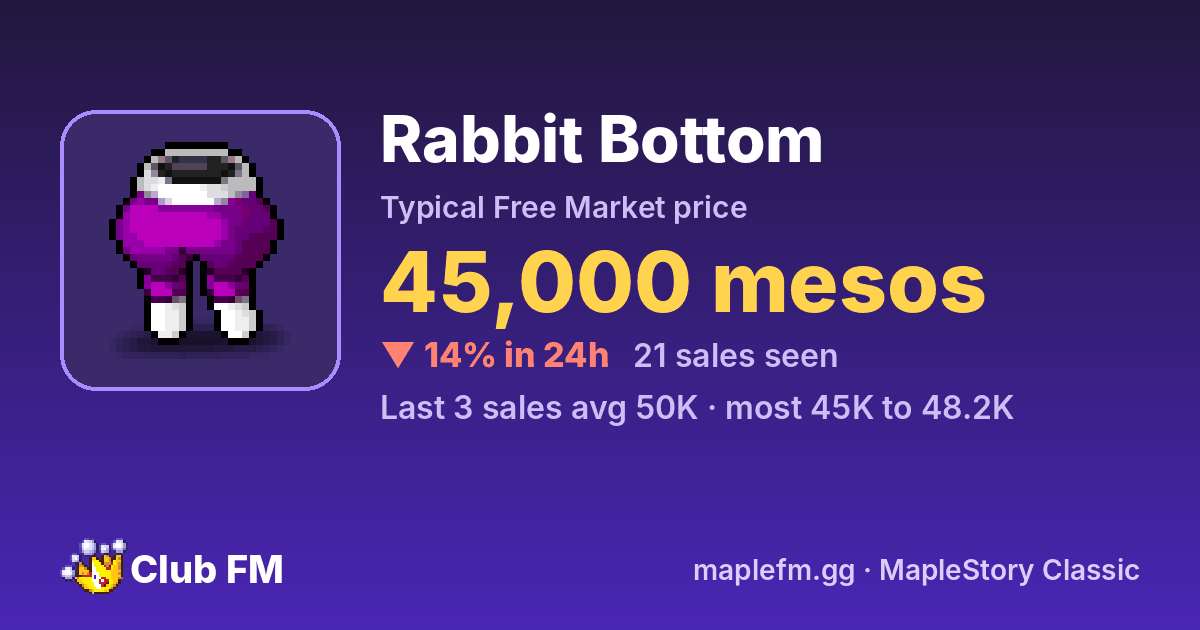 Rabbit Bottom
Typical Free Market price
45,000 mesos
▼ 14% in 24h 21 sales seen
Last 3 sales avg 50K · most 45K to 48.2K
Club FM
maplefm.gg · MapleStory Classic